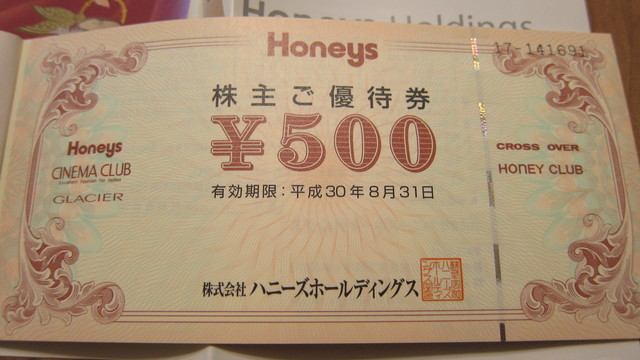 Honeys Holdings
Honeys
17-141691
株主ご優待券
¥500
有効期限：平成30年8月31日
Honeys
CINEMA CLUB
GLACIER
CROSS OVER
HONEY CLUB
株式会社 ハニーズホールディングス